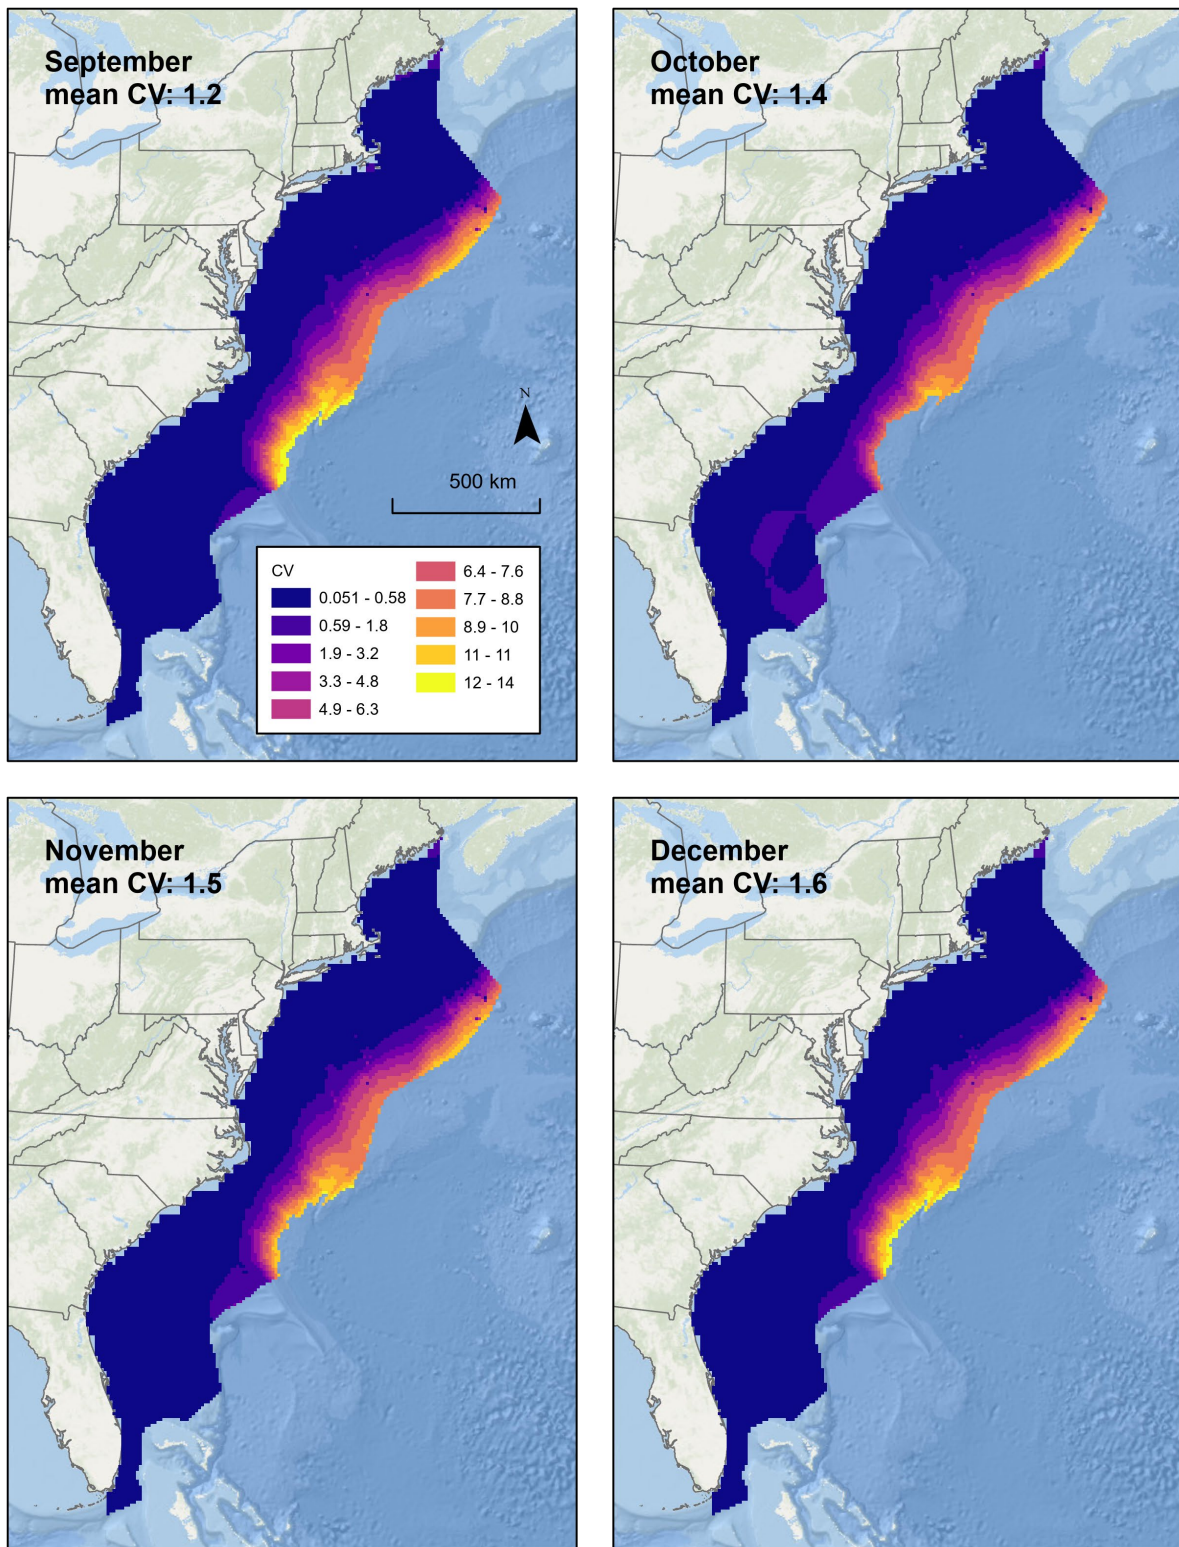 September
mean CV: 1.2
October
mean CV: 1.4
N
500 km
CV
0.051 - 0.58
0.59 - 1.8
1.9 - 3.2
3.3 - 4.8
4.9 - 6.3
6.4 - 7.6
7.7 - 8.8
8.9 - 10
11 - 11
12 - 14
November
mean CV: 1.5
December
mean CV: 1.6